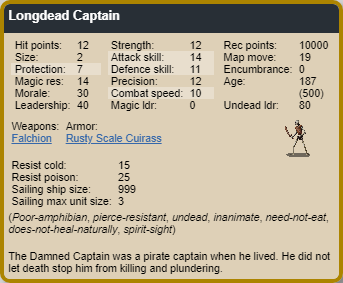 Longdead Captain
Hit points: 12 Strength: 12 Rec points: 10000
Size: 2 Attack skill: 14 Map move: 19
Protection: 7 Defence skill: 11 Encumbrance: 0
Magic res: 14 Precision: 12 Age: 187
Morale: 30 Combat speed: 10 (500)
Leadership: 40 Magic ldr: 0 Undead ldr: 80
Weapons: Armor:
Falchion Rusty Scale Cuirass
Resist cold: 15
Resist poison: 25
Sailing ship size: 999
Sailing max unit size: 3
(Poor-amphibian, pierce-resistant, undead, inanimate, need-not-eat,
does-not-heal-naturally, spirit-sight)
The Damned Captain was a pirate captain when he lived. He did not
let death stop him from killing and plundering.